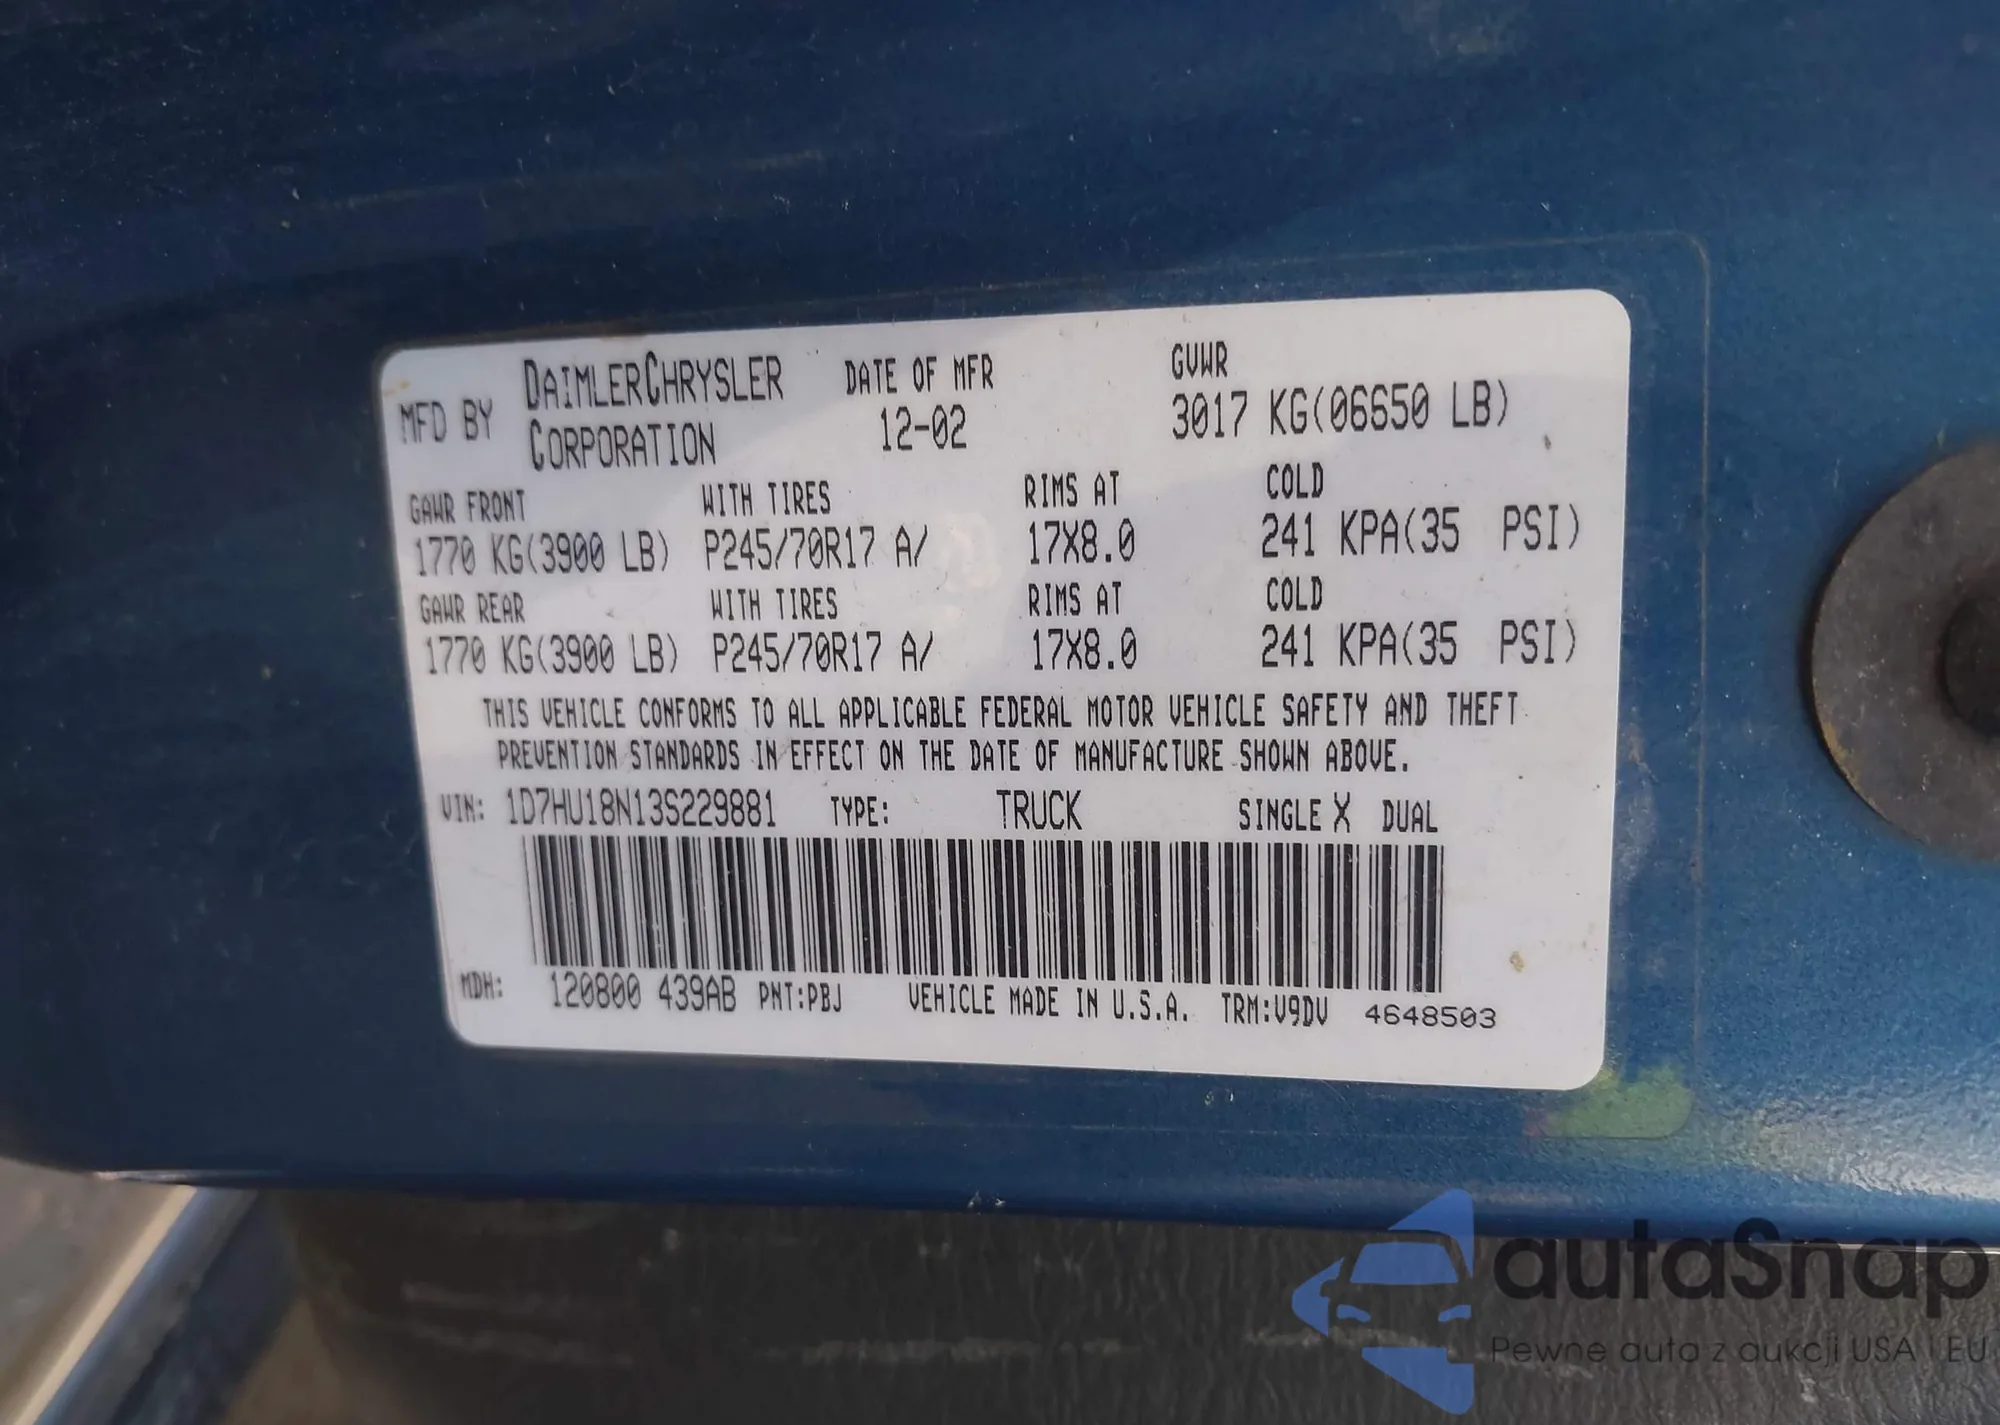 MFD BY DAIMLERCHRYSLER CORPORATION DATE OF MFR 12-02 GVWR 3017 KG(06650 LB)
GAWR FRONT WITH TIRES RIMS AT COLD
1770 KG(3900 LB) P245/70R17 A/ 17X8.0 241 KPA(35 PSI)
GAWR REAR WITH TIRES RIMS AT COLD
1770 KG(3900 LB) P245/70R17 A/ 17X8.0 241 KPA(35 PSI)
THIS VEHICLE CONFORMS TO ALL APPLICABLE FEDERAL MOTOR VEHICLE SAFETY AND THEFT
PREVENTION STANDARDS IN EFFECT ON THE DATE OF MANUFACTURE SHOWN ABOVE.
VIN: 1D7HU18N13S229881 TYPE: TRUCK SINGLE X DUAL
MDH: 120800 439AB PNT:PBJ VEHICLE MADE IN U.S.A. TRM:V9DV 4648503
autaSnap
Pewne auta z aukcji USA i EU